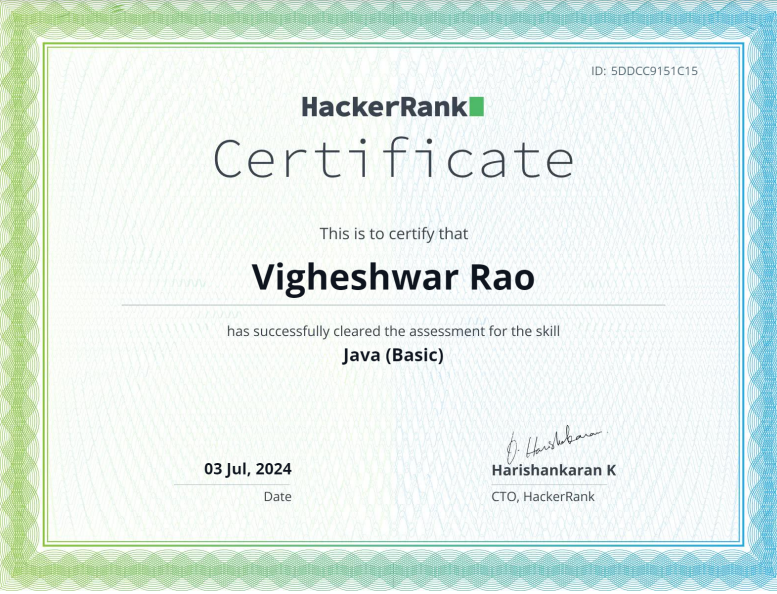 ID: 5DDCC9151C15
HackerRank
Certificate
This is to certify that
Vigheshwar Rao
has successfully cleared the assessment for the skill
Java (Basic)
03 Jul, 2024
Date
H. Harishankaran
Harishankaran K
CTO, HackerRank